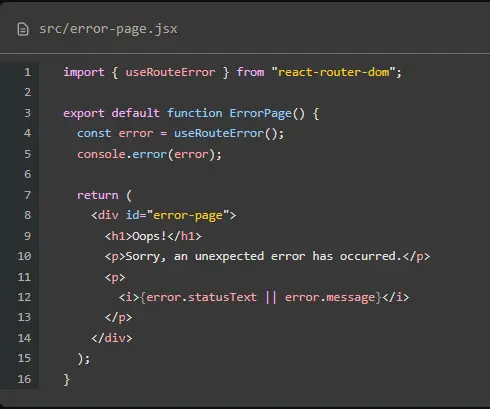 src/error-page.jsx
1 import { useRouteError } from "react-router-dom";
2
3 export default function ErrorPage() {
4   const error = useRouteError();
5   console.error(error);
6
7   return (
8     <div id="error-page">
9       <h1>Oops!</h1>
10       <p>Sorry, an unexpected error has occurred.</p>
11       <p>
12         <i>{error.statusText || error.message}</i>
13       </p>
14     </div>
15   );
16 }